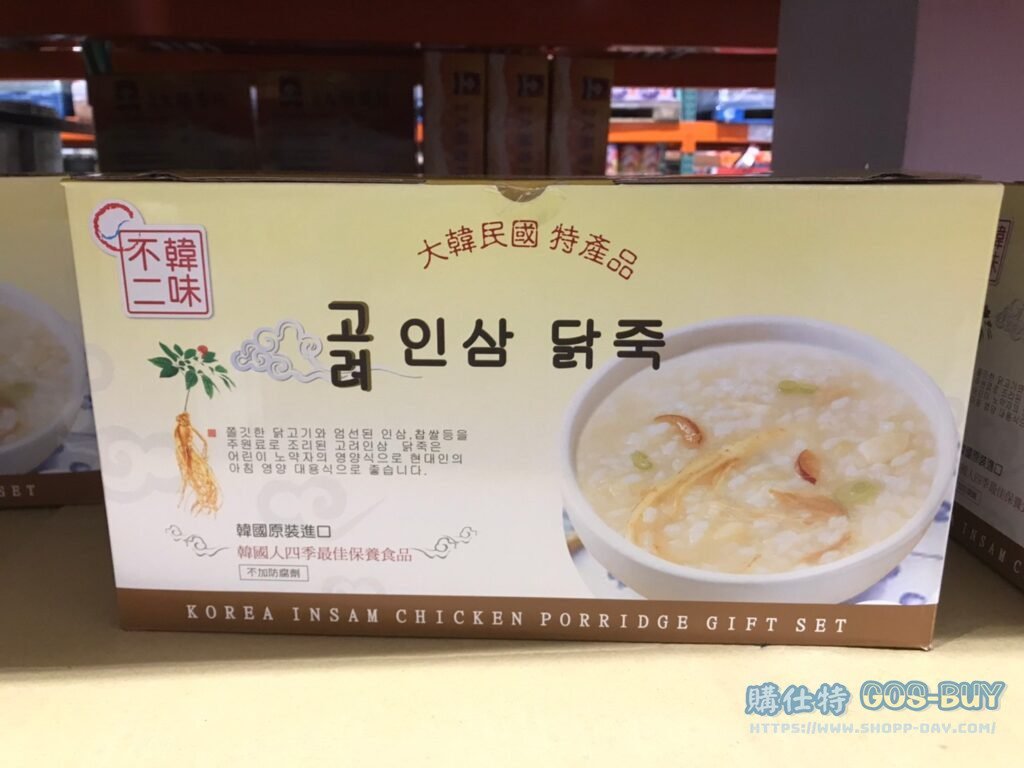 韓味
不二
大韓民國 特產品
고려 인삼 닭죽
쫄깃한 닭고기와 엄선된 인삼,찹쌀등을
주원료로 조리된 고려인삼 닭죽은
어린이 노약자의 영양식으로 현대인의
아침 영양 대용식으로 좋습니다.
韓國原裝進口
韓國人四季最佳保養食品
不加防腐劑
KOREA INSAM CHICKEN PORRIDGE GIFT SET
SET
購仕特 GOS-BUY
HTTPS://WWW.SHOPP-DAY.COM/